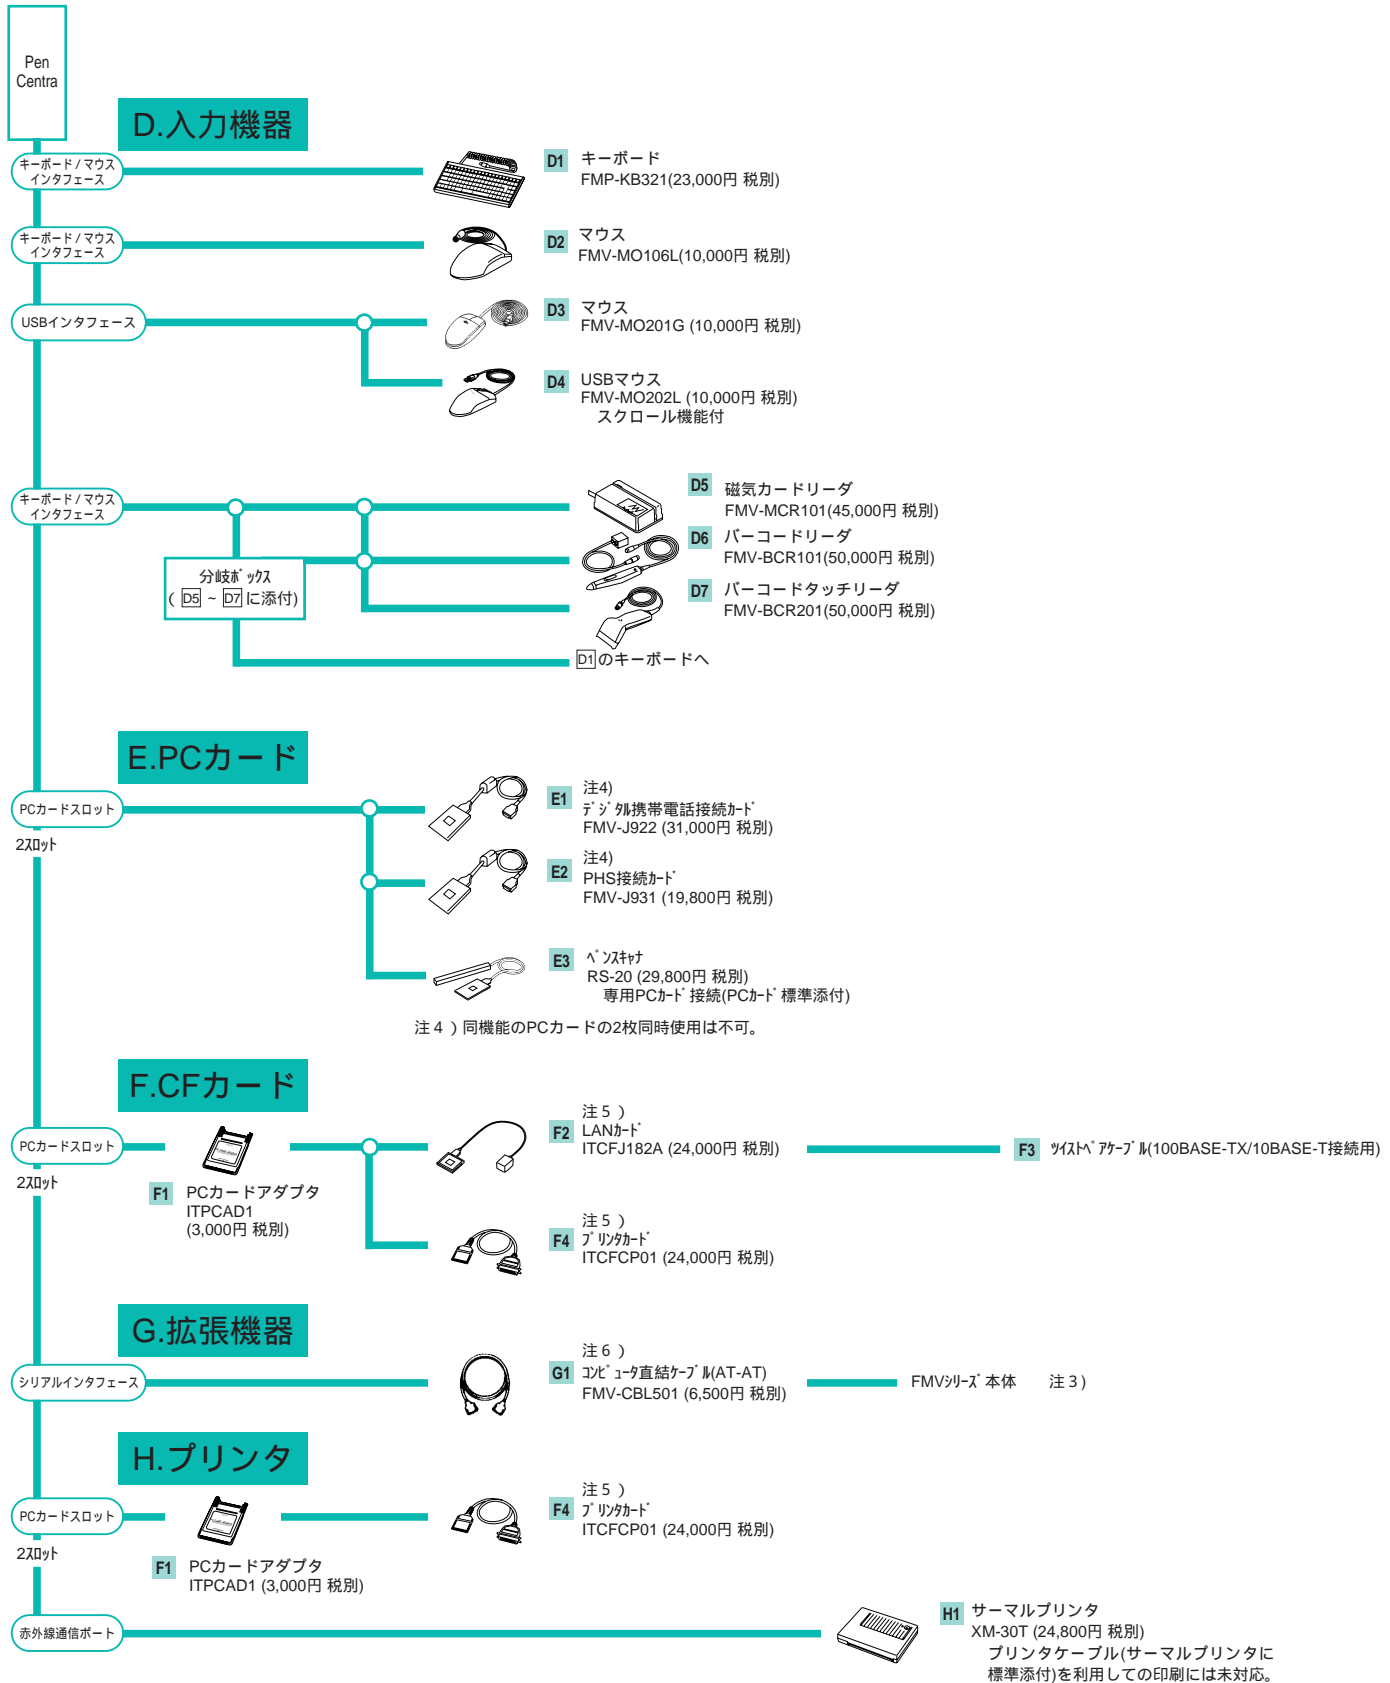 Pen
Centra
D.入力機器
キーボード / マウス
インタフェース
D1 キーボード
FMP-KB321(23,000円 税別)
キーボード / マウス
インタフェース
D2 マウス
FMV-MO106L(10,000円 税別)
USBインタフェース
D3 マウス
FMV-MO201G (10,000円 税別)
D4 USBマウス
FMV-MO202L (10,000円 税別)
スクロール機能付
キーボード / マウス
インタフェース
D5 磁気カードリーダ
FMV-MCR101(45,000円 税別)
D6 バーコードリーダ
FMV-BCR101(50,000円 税別)
分岐ﾎﾞｯｸｽ
( D5 ~ D7 に添付)
D7 バーコードタッチリーダ
FMV-BCR201(50,000円 税別)
D1のキーボードへ
E.PCカード
PCカードスロット
2ｽﾛｯﾄ
E1 注4)
ﾃﾞｼﾞﾀﾙ携帯電話接続ｶｰﾄﾞ
FMV-J922 (31,000円 税別)
E2 注4)
PHS接続ｶｰﾄﾞ
FMV-J931 (19,800円 税別)
E3 ﾍﾟﾝｽｷｬﾅ
RS-20 (29,800円 税別)
専用PCｶｰﾄﾞ接続(PCｶｰﾄﾞ標準添付)
注４）同機能のPCカードの2枚同時使用は不可。
F.CFカード
PCカードスロット
2ｽﾛｯﾄ
F1 PCカードアダプタ
ITPCAD1
(3,000円 税別)
注５）
F2 LANｶｰﾄﾞ
ITCFJ182A (24,000円 税別)
F3 ﾂｲｽﾄﾍﾟｱｹｰﾌﾞﾙ(100BASE-TX/10BASE-T接続用)
注５）
F4 ﾌﾟﾘﾝﾀｶｰﾄﾞ
ITCFCP01 (24,000円 税別)
G.拡張機器
シリアルインタフェース
注６）
G1 ｺﾝﾋﾟｭｰﾀ直結ｹｰﾌﾞﾙ(AT-AT)
FMV-CBL501 (6,500円 税別)
FMVｼﾘｰｽﾞ本体 注３)
H.プリンタ
PCカードスロット
2ｽﾛｯﾄ
F1 PCカードアダプタ
ITPCAD1 (3,000円 税別)
注５）
F4 ﾌﾟﾘﾝﾀｶｰﾄﾞ
ITCFCP01 (24,000円 税別)
赤外線通信ポート
H1 サーマルプリンタ
XM-30T (24,800円 税別)
プリンタケーブル(サーマルプリンタに
標準添付)を利用しての印刷には未対応。